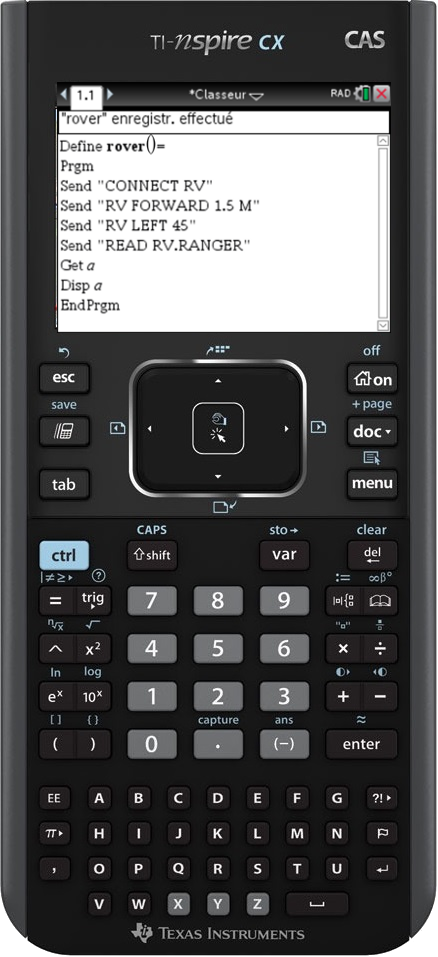 TI-nspire CX CAS
1.1 *Classeur RAD
"rover" enregistr. effectué
Define rover()=
Prgm
Send "CONNECT RV"
Send "RV FORWARD 1.5 M"
Send "RV LEFT 45"
Send "READ RV.RANGER"
Get a
Disp a
EndPrgm
off
esc on
save + page
doc
tab menu
CAPS sto→ clear
ctrl ⇧shift var del
|≠≥▸ ? := ∞β°
= trig 7 8 9
ⁿ√x √ "▫"
^ x² 4 5 6 × ÷
ln log
eˣ 10ˣ 1 2 3 + −
[ ] { } capture ans ≈
( ) 0 . (−) enter
EE A B C D E F G ?!▸
π▸ H I J K L M N
, O P Q R S T U ↵
V W X Y Z
TEXAS INSTRUMENTS